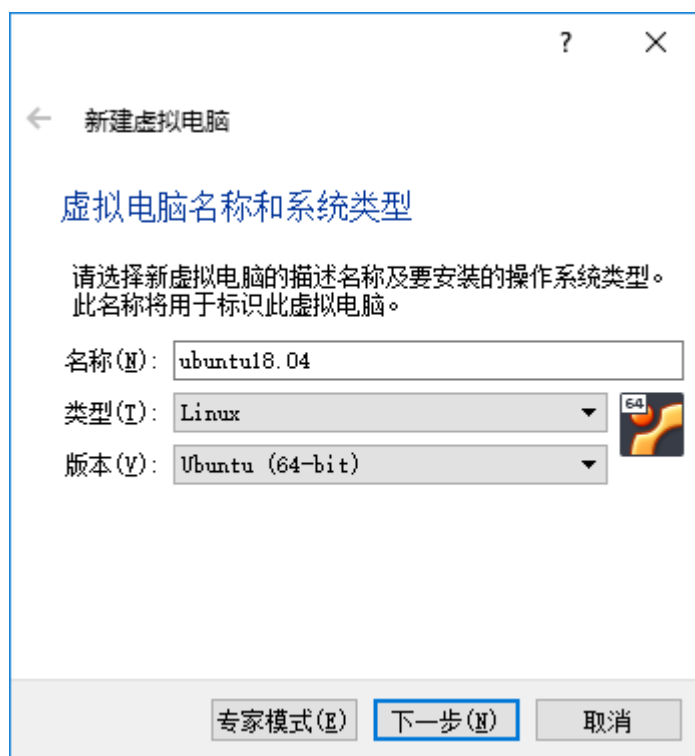 ?
新建虚拟电脑
虚拟电脑名称和系统类型
请选择新虚拟电脑的描述名称及要安装的操作系统类型。
此名称将用于标识此虚拟电脑。
名称(N): ubuntu18.04
类型(T): Linux
64
版本(V): Ubuntu (64-bit)
专家模式(E) 下一步(N) 取消